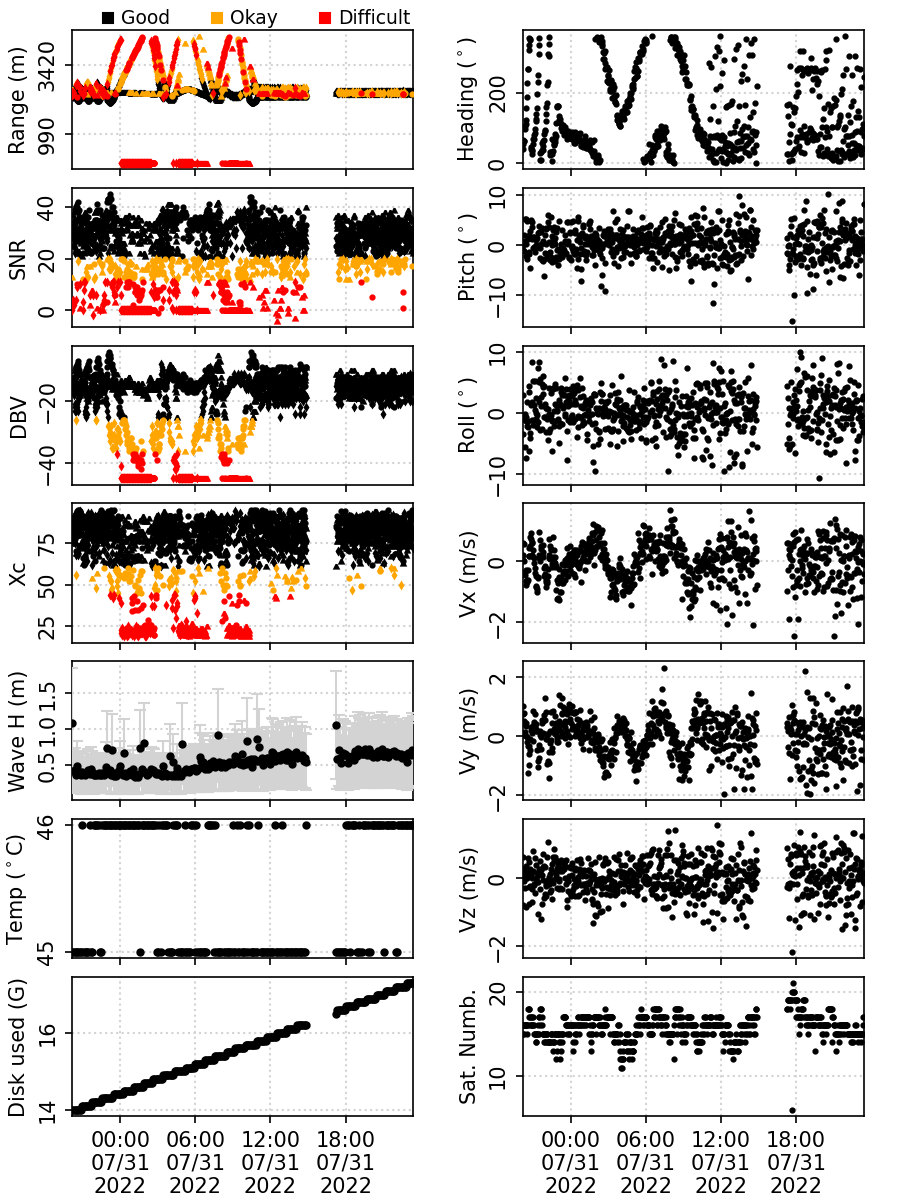 Good Okay Difficult
Range (m)
3420
990
Heading (°)
200
0
SNR
40
20
0
Pitch (°)
10
0
−10
DBV
−20
−40
Roll (°)
10
0
−10
Xc
75
50
25
Vx (m/s)
0
−2
Wave H (m)
1.5
1.0
0.5
Vy (m/s)
2
0
−2
Temp (°C)
46
45
Vz (m/s)
0
−2
Disk used (G)
16
14
Sat. Numb.
20
10
00:00 06:00 12:00 18:00
07/31 07/31 07/31 07/31
2022 2022 2022 2022
00:00 06:00 12:00 18:00
07/31 07/31 07/31 07/31
2022 2022 2022 2022